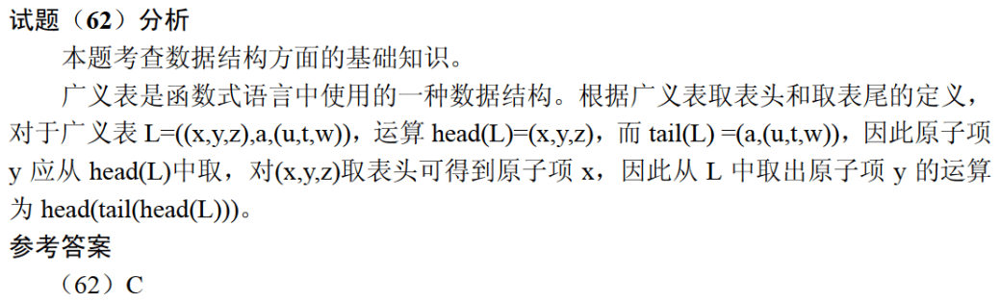 试题（62）分析
本题考查数据结构方面的基础知识。
广义表是函数式语言中使用的一种数据结构。根据广义表取表头和取表尾的定义，
对于广义表 L=((x,y,z),a,(u,t,w))，运算 head(L)=(x,y,z)，而 tail(L) =(a,(u,t,w))，因此原子项
y 应从 head(L)中取，对(x,y,z)取表头可得到原子项 x，因此从 L 中取出原子项 y 的运算
为 head(tail(head(L)))。
参考答案
（62）C